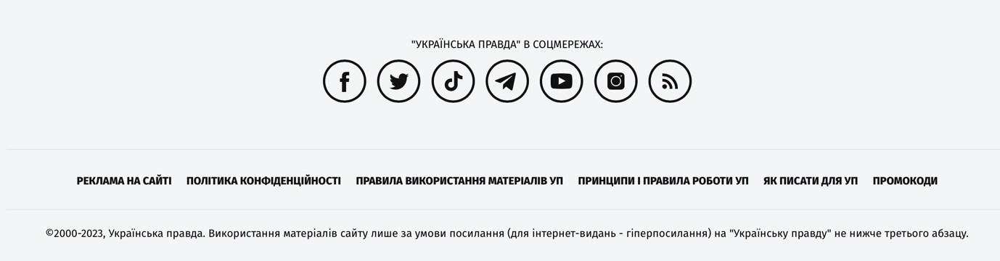 "УКРАЇНСЬКА ПРАВДА" В СОЦМЕРЕЖАХ:
РЕКЛАМА НА САЙТІ ПОЛІТИКА КОНФІДЕНЦІЙНОСТІ ПРАВИЛА ВИКОРИСТАННЯ МАТЕРІАЛІВ УП ПРИНЦИПИ І ПРАВИЛА РОБОТИ УП ЯК ПИСАТИ ДЛЯ УП ПРОМОКОДИ
©2000-2023, Українська правда. Використання матеріалів сайту лише за умови посилання (для інтернет-видань - гіперпосилання) на "Українську правду" не нижче третього абзацу.